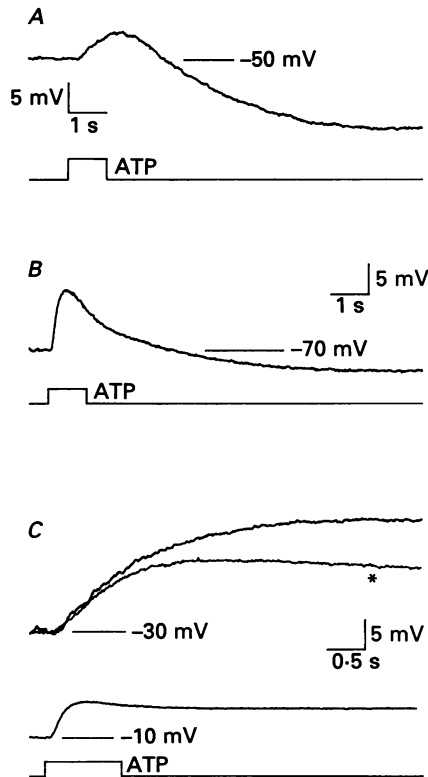 A
-50 mV
5 mV
1 s
ATP
B
5 mV
1 s
-70 mV
ATP
C
*
-30 mV
5 mV
0·5 s
-10 mV
ATP